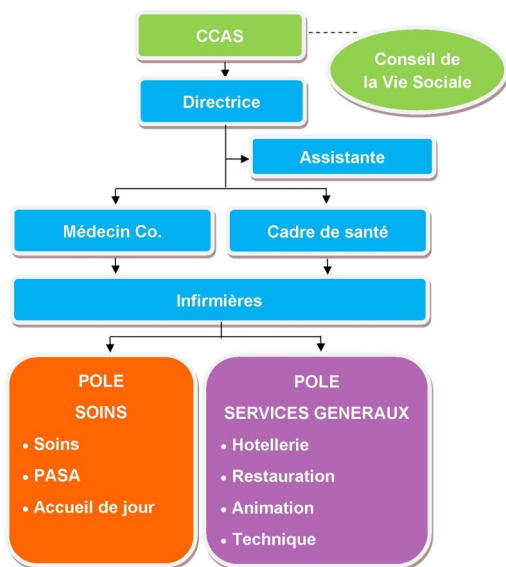 CCAS
Conseil de
la Vie Sociale
Directrice
Assistante
Médecin Co.
Cadre de santé
Infirmières
POLE
SOINS
• Soins
• PASA
• Accueil de jour
POLE
SERVICES GENERAUX
• Hotellerie
• Restauration
• Animation
• Technique